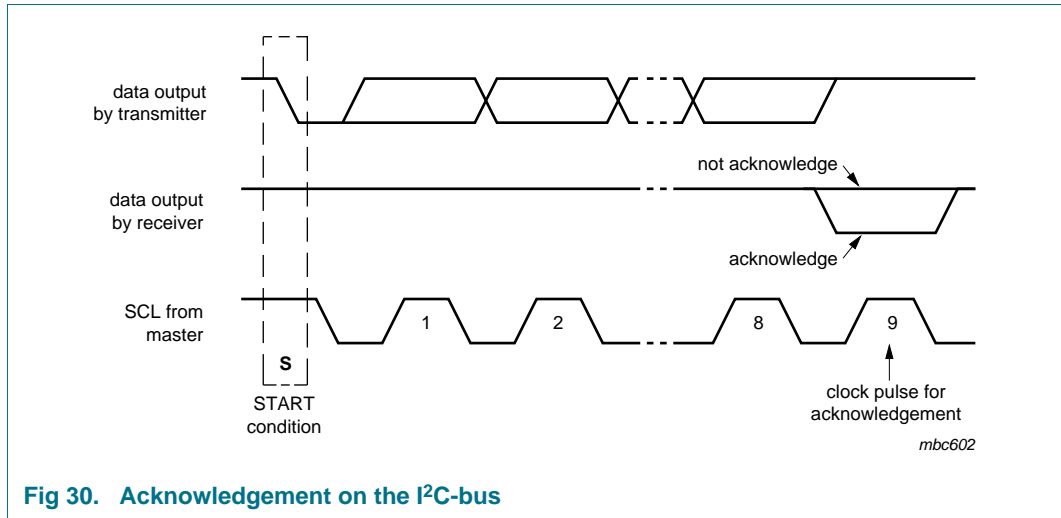 data output
by transmitter
not acknowledge
data output
by receiver
acknowledge
SCL from
master
1
2
8
9
S
START
condition
clock pulse for
acknowledgement
mbc602
Fig 30. Acknowledgement on the I²C-bus